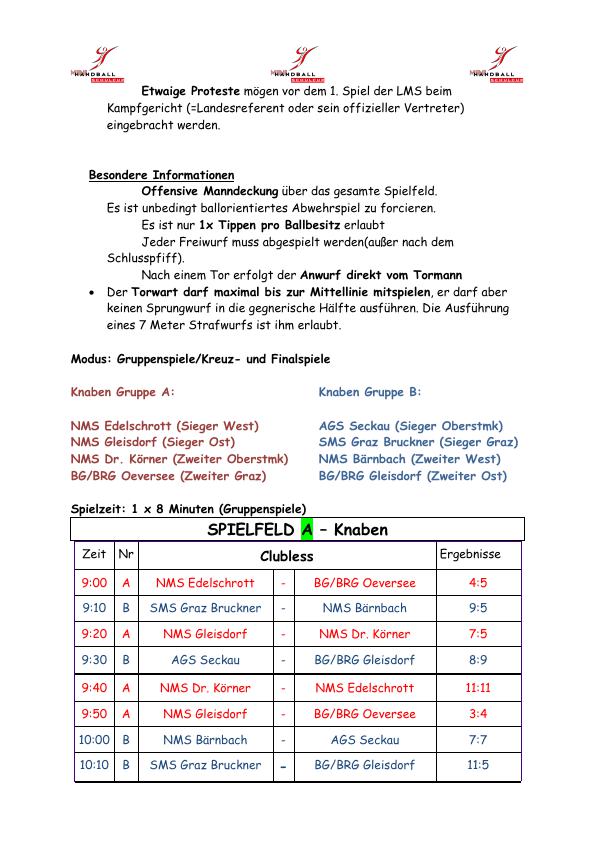 MINI HANDBALL SCHULCUP MINI HANDBALL SCHULCUP MINI HANDBALL SCHULCUP
Etwaige Proteste mögen vor dem 1. Spiel der LMS beim
Kampfgericht (=Landesreferent oder sein offizieller Vertreter)
eingebracht werden.
Besondere Informationen
Offensive Manndeckung über das gesamte Spielfeld.
Es ist unbedingt ballorientiertes Abwehrspiel zu forcieren.
Es ist nur 1x Tippen pro Ballbesitz erlaubt
Jeder Freiwurf muss abgespielt werden(außer nach dem
Schlusspfiff).
Nach einem Tor erfolgt der Anwurf direkt vom Tormann
• Der Torwart darf maximal bis zur Mittellinie mitspielen, er darf aber
keinen Sprungwurf in die gegnerische Hälfte ausführen. Die Ausführung
eines 7 Meter Strafwurfs ist ihm erlaubt.
Modus: Gruppenspiele/Kreuz- und Finalspiele
Knaben Gruppe A: Knaben Gruppe B:
NMS Edelschrott (Sieger West) AGS Seckau (Sieger Oberstmk)
NMS Gleisdorf (Sieger Ost) SMS Graz Bruckner (Sieger Graz)
NMS Dr. Körner (Zweiter Oberstmk) NMS Bärnbach (Zweiter West)
BG/BRG Oeversee (Zweiter Graz) BG/BRG Gleisdorf (Zweiter Ost)
Spielzeit: 1 x 8 Minuten (Gruppenspiele)
SPIELFELD A – Knaben
Zeit Nr Clubless Ergebnisse
9:00 A NMS Edelschrott - BG/BRG Oeversee 4:5
9:10 B SMS Graz Bruckner - NMS Bärnbach 9:5
9:20 A NMS Gleisdorf - NMS Dr. Körner 7:5
9:30 B AGS Seckau - BG/BRG Gleisdorf 8:9
9:40 A NMS Dr. Körner - NMS Edelschrott 11:11
9:50 A NMS Gleisdorf - BG/BRG Oeversee 3:4
10:00 B NMS Bärnbach - AGS Seckau 7:7
10:10 B SMS Graz Bruckner - BG/BRG Gleisdorf 11:5